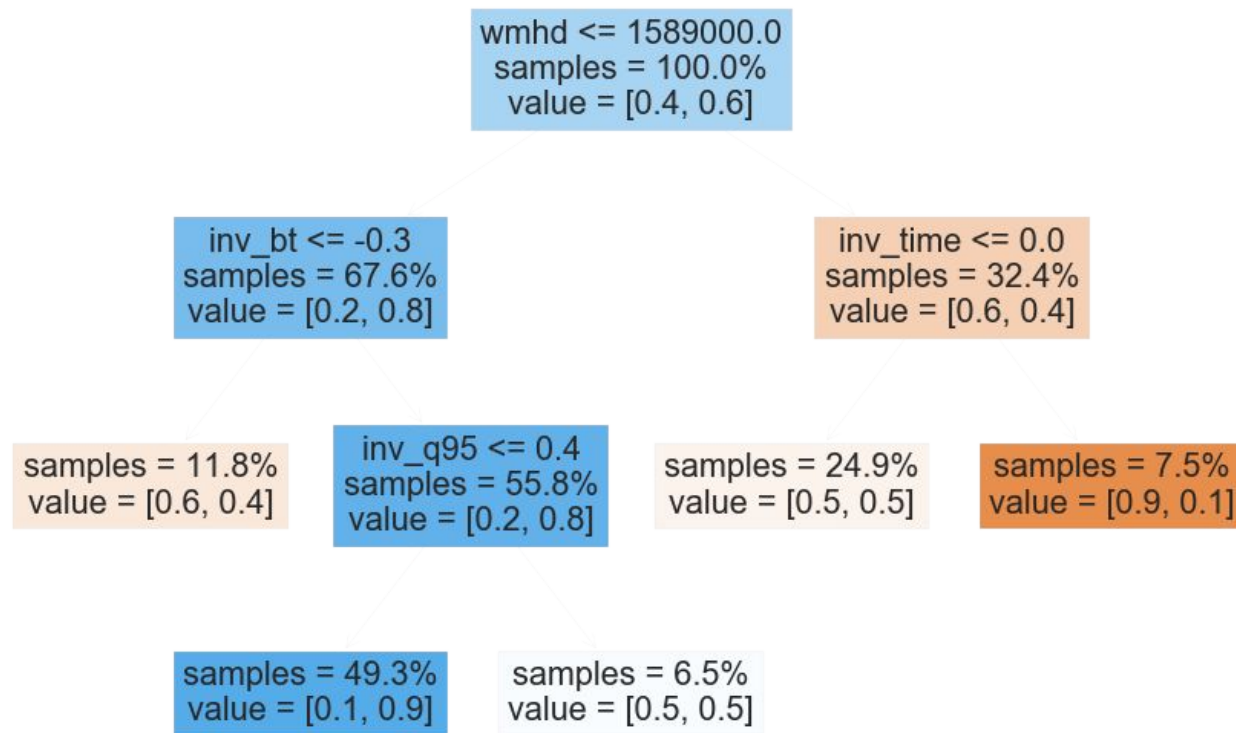 wmhd <= 1589000.0
samples = 100.0%
value = [0.4, 0.6]
inv_bt <= -0.3
samples = 67.6%
value = [0.2, 0.8]
inv_time <= 0.0
samples = 32.4%
value = [0.6, 0.4]
samples = 11.8%
value = [0.6, 0.4]
inv_q95 <= 0.4
samples = 55.8%
value = [0.2, 0.8]
samples = 24.9%
value = [0.5, 0.5]
samples = 7.5%
value = [0.9, 0.1]
samples = 49.3%
value = [0.1, 0.9]
samples = 6.5%
value = [0.5, 0.5]